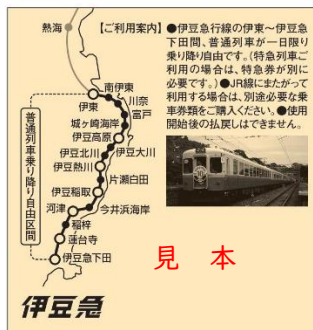 熱海
【ご利用案内】
●伊豆急行線の伊東～伊豆急
下田間、普通列車が一日限り
乗り降り自由です。(特急列車ご
利用の場合は、特急券が別に
必要です。)●JR線にまたがって
利用する場合は、別途必要な乗
車券類をご購入ください。●使用
開始後の払戻しはできません。
南伊東
伊東
川奈
富戸
城ヶ崎海岸
伊豆高原
伊豆大川
伊豆北川
伊豆熱川
片瀬白田
伊豆稲取
今井浜海岸
河津
稲梓
蓮台寺
伊豆急下田
普通列車乗り降り自由区間
見本
伊豆急